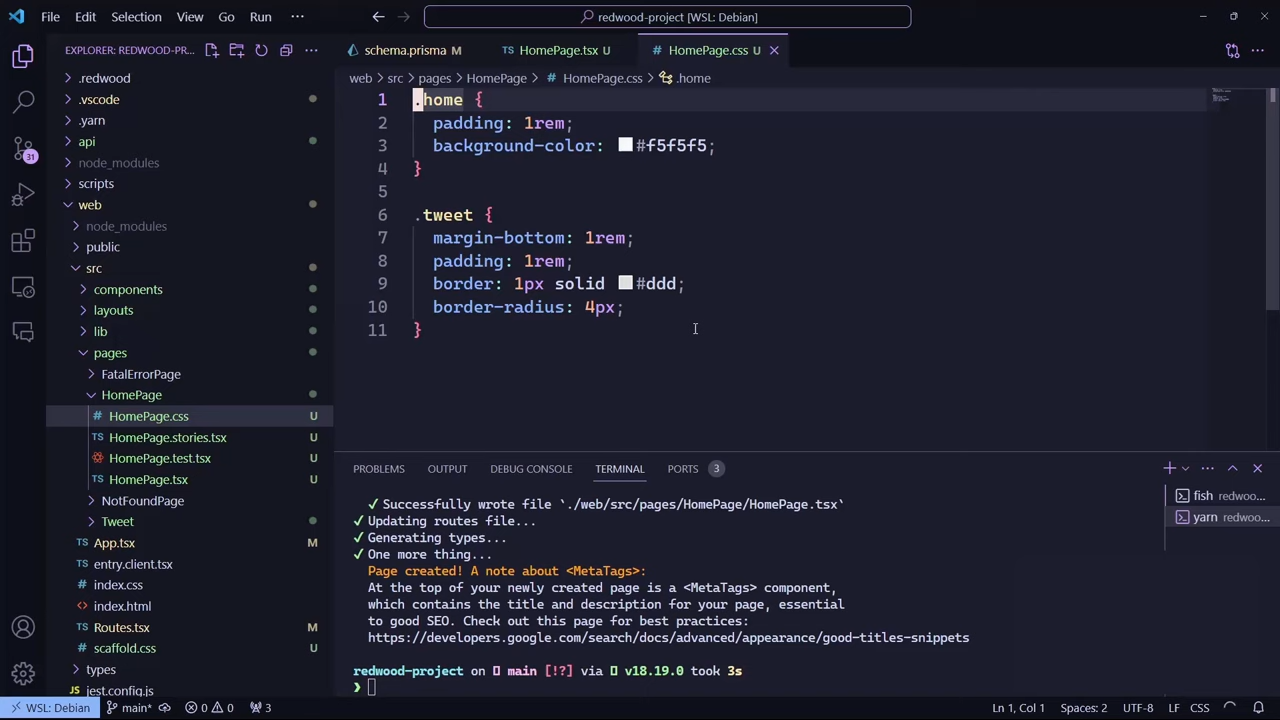 File Edit Selection View Go Run ··· redwood-project [WSL: Debian]
EXPLORER: REDWOOD-PR... schema.prisma M HomePage.tsx U HomePage.css U
web > src > pages > HomePage > # HomePage.css > .home
.redwood
.vscode
.yarn
api
node_modules
scripts
web
node_modules
public
src
components
layouts
lib
pages
FatalErrorPage
HomePage
# HomePage.css U
TS HomePage.stories.tsx U
HomePage.test.tsx U
TS HomePage.tsx U
NotFoundPage
Tweet
TS App.tsx M
entry.client.tsx
# index.css
<> index.html
TS Routes.tsx M
# scaffold.css
types
jest.config.js
31
1 .home {
2 padding: 1rem;
3 background-color: #f5f5f5;
4 }
5
6 .tweet {
7 margin-bottom: 1rem;
8 padding: 1rem;
9 border: 1px solid #ddd;
10 border-radius: 4px;
11 }
PROBLEMS OUTPUT DEBUG CONSOLE TERMINAL PORTS 3
✓ Successfully wrote file `./web/src/pages/HomePage/HomePage.tsx`
✓ Updating routes file...
✓ Generating types...
✓ One more thing...
Page created! A note about <MetaTags>:
At the top of your newly created page is a <MetaTags> component,
which contains the title and description for your page, essential
to good SEO. Check out this page for best practices:
https://developers.google.com/search/docs/advanced/appearance/good-titles-snippets
redwood-project on main [!?] via v18.19.0 took 3s
❯
fish redwoo...
yarn redwoo...
WSL: Debian main* 0 0 3 Ln 1, Col 1 Spaces: 2 UTF-8 LF CSS